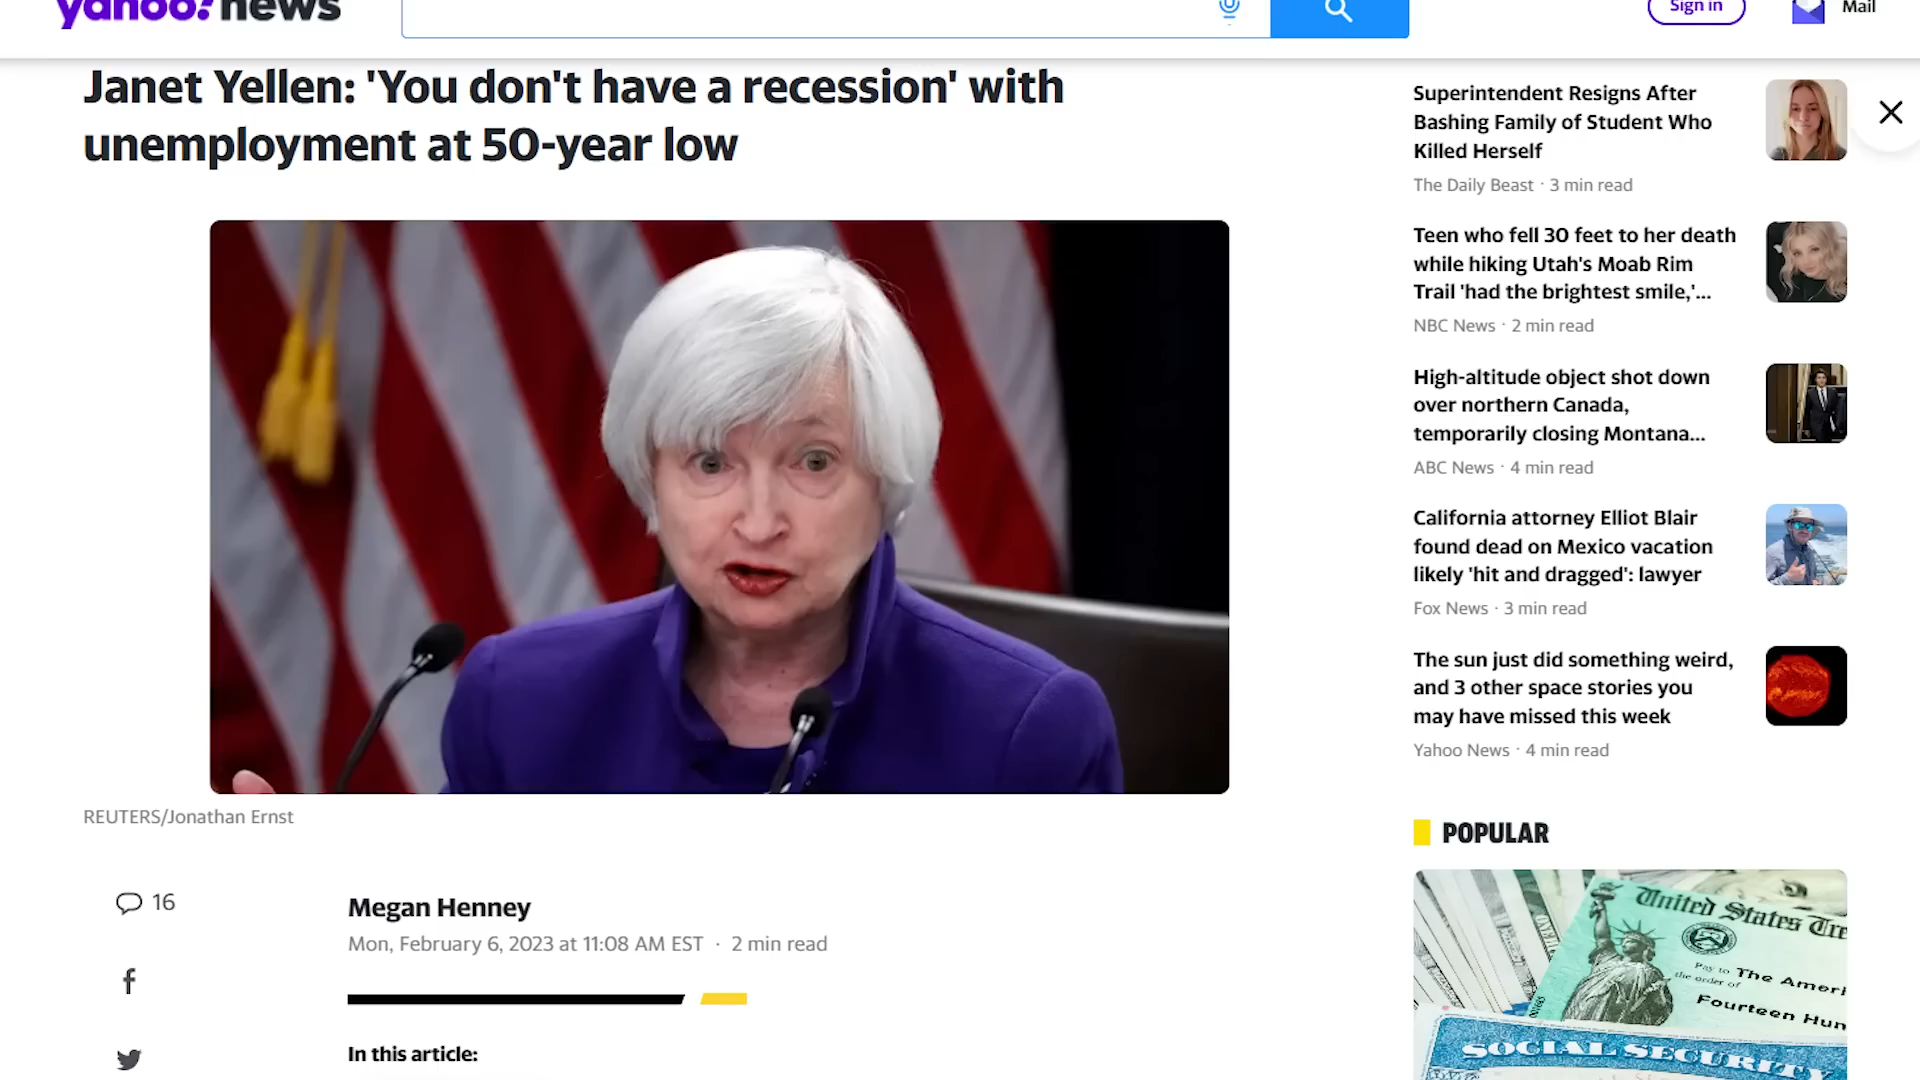 yahoo!news
Sign in
Mail
Janet Yellen: 'You don't have a recession' with
unemployment at 50-year low
REUTERS/Jonathan Ernst
16
Megan Henney
Mon, February 6, 2023 at 11:08 AM EST · 2 min read
In this article:
Superintendent Resigns After
Bashing Family of Student Who
Killed Herself
The Daily Beast · 3 min read
Teen who fell 30 feet to her death
while hiking Utah's Moab Rim
Trail 'had the brightest smile,'...
NBC News · 2 min read
High-altitude object shot down
over northern Canada,
temporarily closing Montana...
ABC News · 4 min read
California attorney Elliot Blair
found dead on Mexico vacation
likely 'hit and dragged': lawyer
Fox News · 3 min read
The sun just did something weird,
and 3 other space stories you
may have missed this week
Yahoo News · 4 min read
POPULAR
United States Tre
Pay to
the order of
The Ameri
Fourteen Hun
SOCIAL SECURITY